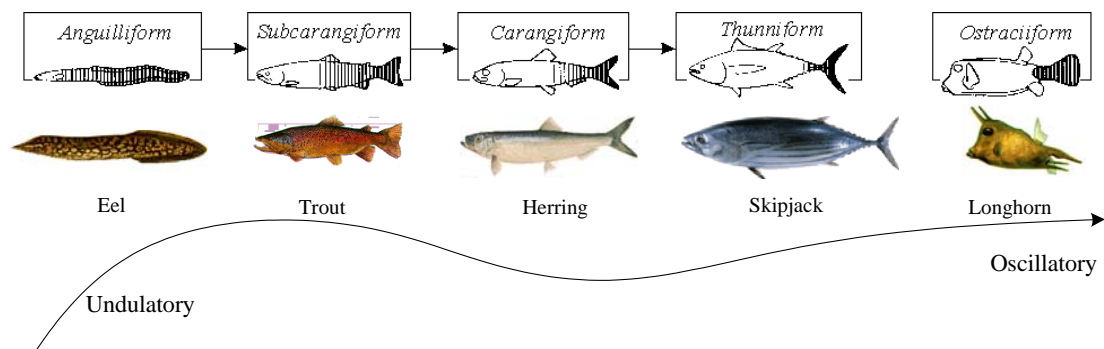 Anguilliform Subcarangiform Carangiform Thunniform Ostraciiform
Eel Trout Herring Skipjack Longhorn
Oscillatory
Undulatory